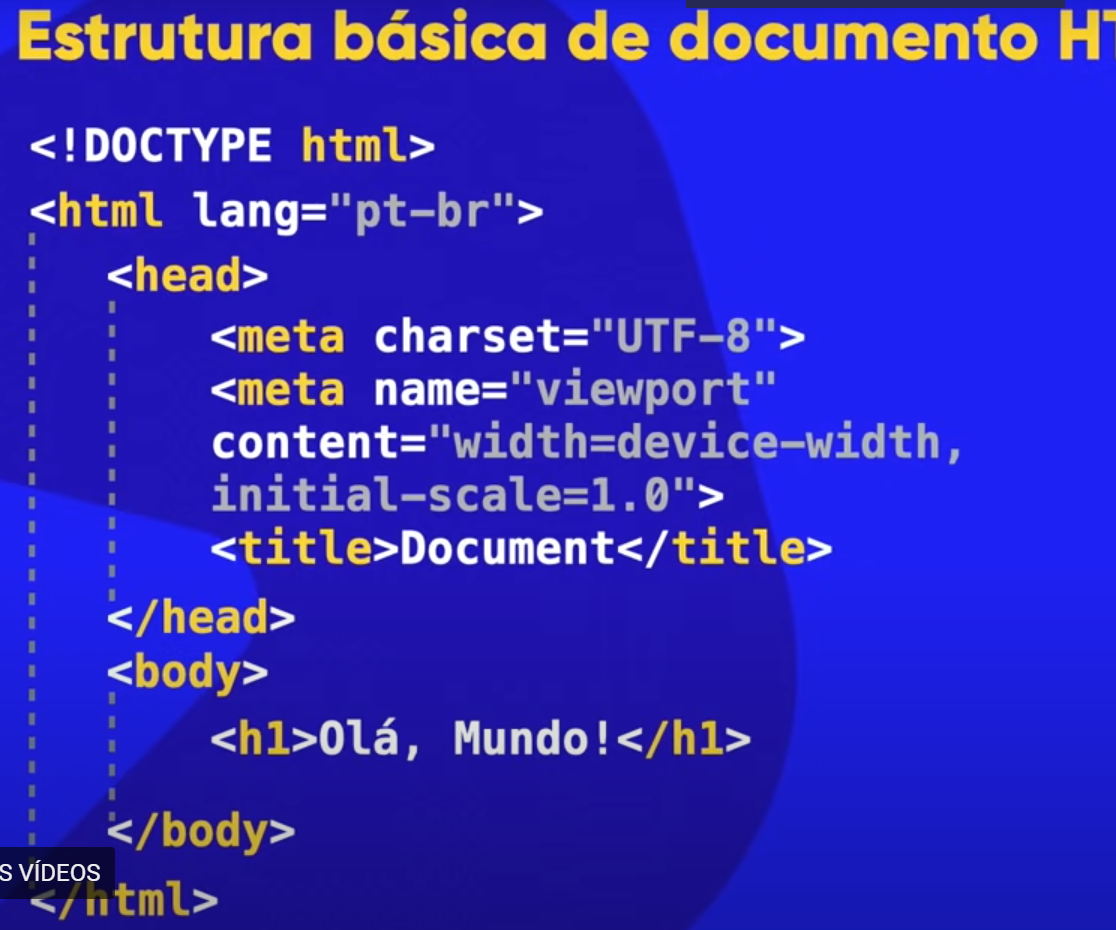 Estrutura básica de documento HT
<!DOCTYPE html>
<html lang="pt-br">
<head>
<meta charset="UTF-8">
<meta name="viewport"
content="width=device-width,
initial-scale=1.0">
<title>Document</title>
</head>
<body>
<h1>Olá, Mundo!</h1>
</body>
S VÍDEOS
</html>